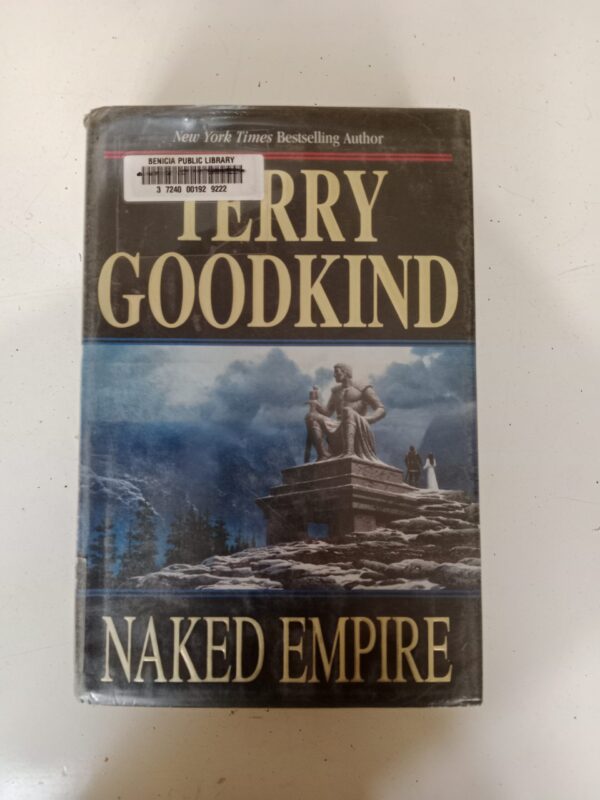 New York Times Bestselling Author
BENICIA PUBLIC LIBRARY
3 7240 00192 9222
TERRY
GOODKIND
NAKED EMPIRE